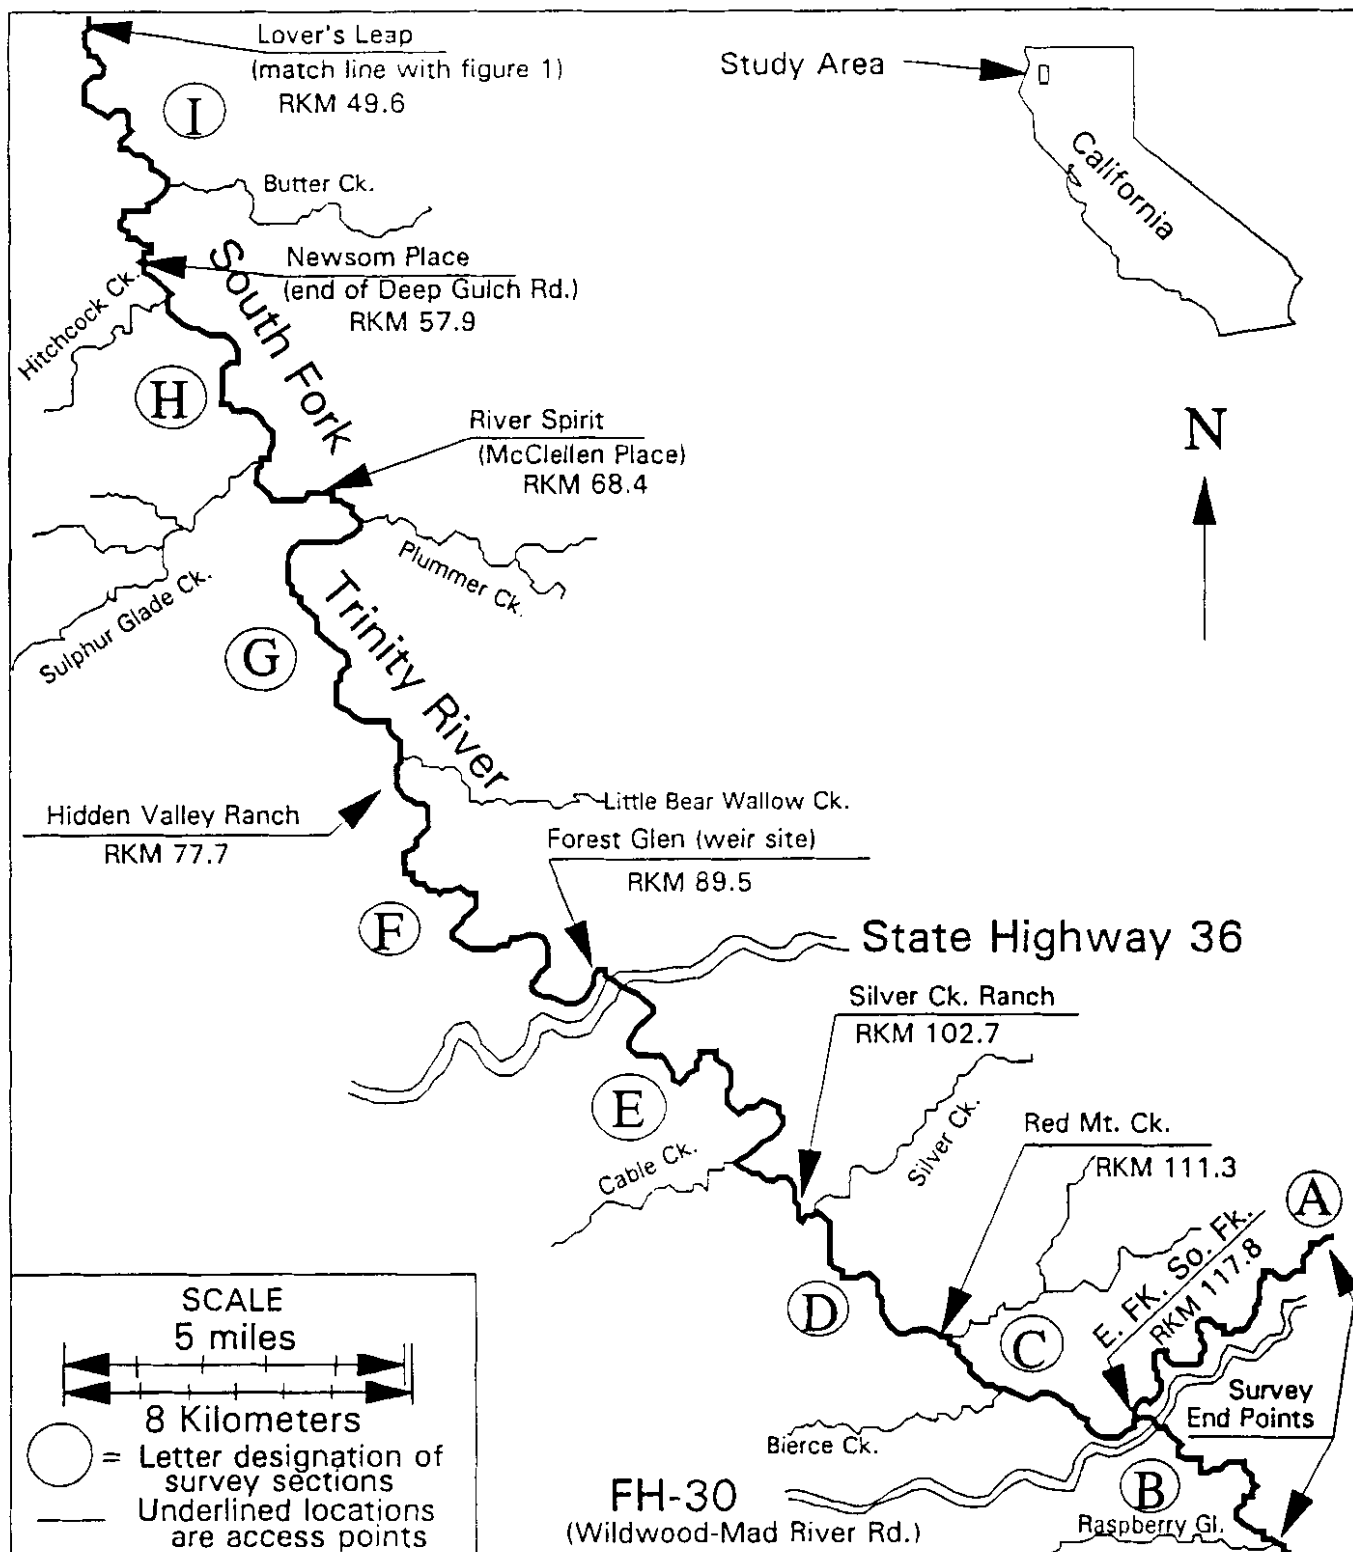 Lover's Leap
(match line with figure 1)
RKM 49.6
Study Area
California
I
Butter Ck.
Newsom Place
(end of Deep Gulch Rd.)
RKM 57.9
Hitchcock Ck.
South Fork
H
River Spirit
(McClellen Place)
RKM 68.4
N
Plummer Ck.
Sulphur Glade Ck.
G
Trinity River
Hidden Valley Ranch
RKM 77.7
Little Bear Wallow Ck.
Forest Glen (weir site)
RKM 89.5
F
State Highway 36
Silver Ck. Ranch
RKM 102.7
E
Cable Ck.
Silver Ck.
Red Mt. Ck.
RKM 111.3
A
E. FK. So. Fk.
RKM 117.8
D
C
Survey
End Points
Bierce Ck.
B
FH-30
(Wildwood-Mad River Rd.)
Raspberry Gl.
SCALE
5 miles
8 Kilometers
= Letter designation of
survey sections
Underlined locations
are access points